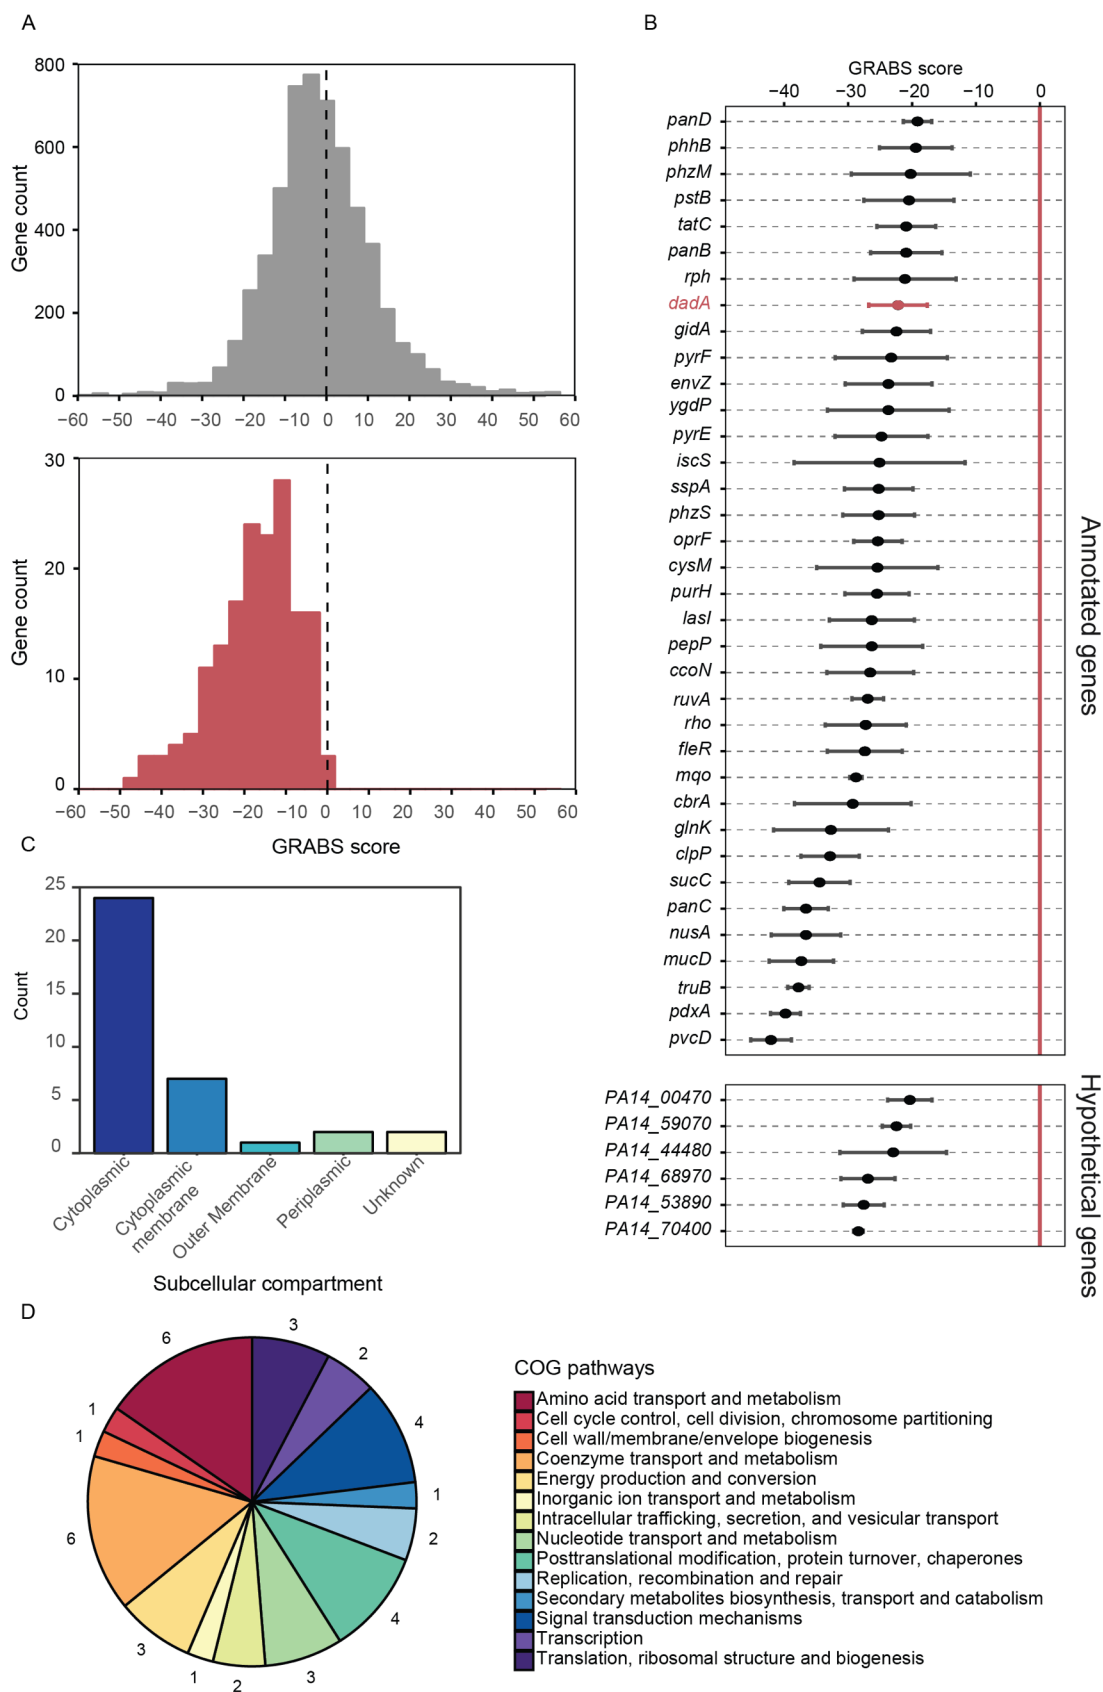 A
800
600
400
200
0
Gene count
−60 −50 −40 −30 −20 −10 0 10 20 30 40 50 60
30
20
10
0
Gene count
−60 −50 −40 −30 −20 −10 0 10 20 30 40 50 60
GRABS score
B
GRABS score
−40 −30 −20 −10 0
panD
phhB
phzM
pstB
tatC
panB
rph
dadA
gidA
pyrF
envZ
ygdP
pyrE
iscS
sspA
phzS
oprF
cysM
purH
lasI
pepP
ccoN
ruvA
rho
fleR
mqo
cbrA
glnK
clpP
sucC
panC
nusA
mucD
truB
pdxA
pvcD
Annotated genes
PA14_00470
PA14_59070
PA14_44480
PA14_68970
PA14_53890
PA14_70400
Hypothetical genes
C
25
20
15
10
5
0
Count
Cytoplasmic
Cytoplasmic
membrane
Outer Membrane
Periplasmic
Unknown
Subcellular compartment
D
3
2
4
1
2
4
3
2
1
3
6
1
1
6
COG pathways
Amino acid transport and metabolism
Cell cycle control, cell division, chromosome partitioning
Cell wall/membrane/envelope biogenesis
Coenzyme transport and metabolism
Energy production and conversion
Inorganic ion transport and metabolism
Intracellular trafficking, secretion, and vesicular transport
Nucleotide transport and metabolism
Posttranslational modification, protein turnover, chaperones
Replication, recombination and repair
Secondary metabolites biosynthesis, transport and catabolism
Signal transduction mechanisms
Transcription
Translation, ribosomal structure and biogenesis